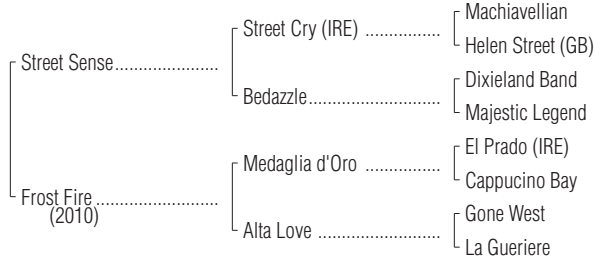 Machiavellian
Street Cry (IRE) ..................
Helen Street (GB)
Street Sense.........................
Dixieland Band
Bedazzle................................
Majestic Legend
El Prado (IRE)
Medaglia d'Oro ..................
Cappucino Bay
Frost Fire.............................
(2010)
Gone West
Alta Love .............................
La Gueriere